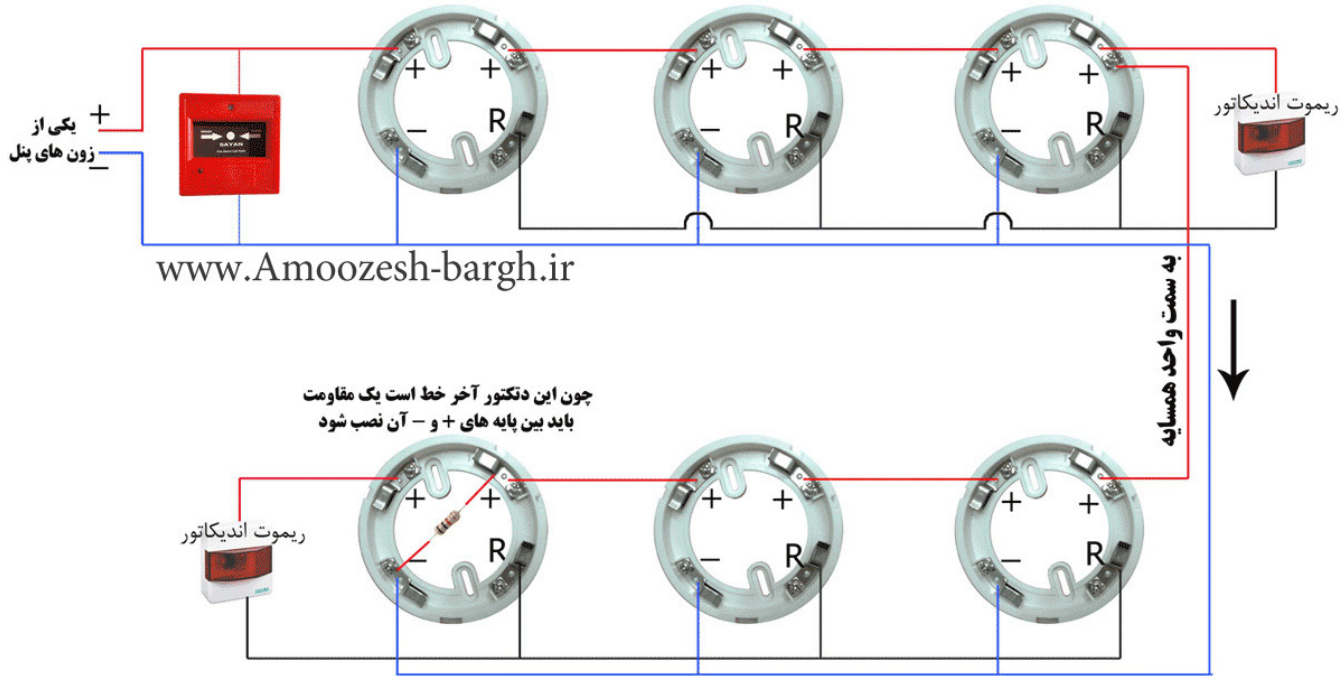 + + + + + +
ریموت اندیکاتور
+
یکی از
زون های پنل
–
SAYAN
– R – R – R
www.Amoozesh-bargh.ir
به سمت واحد همسایه
چون این دتکتور آخر خط است یک مقاومت
باید بین پایه های + و – آن نصب شود
+ + + + + +
ریموت اندیکاتور
– R – R – R